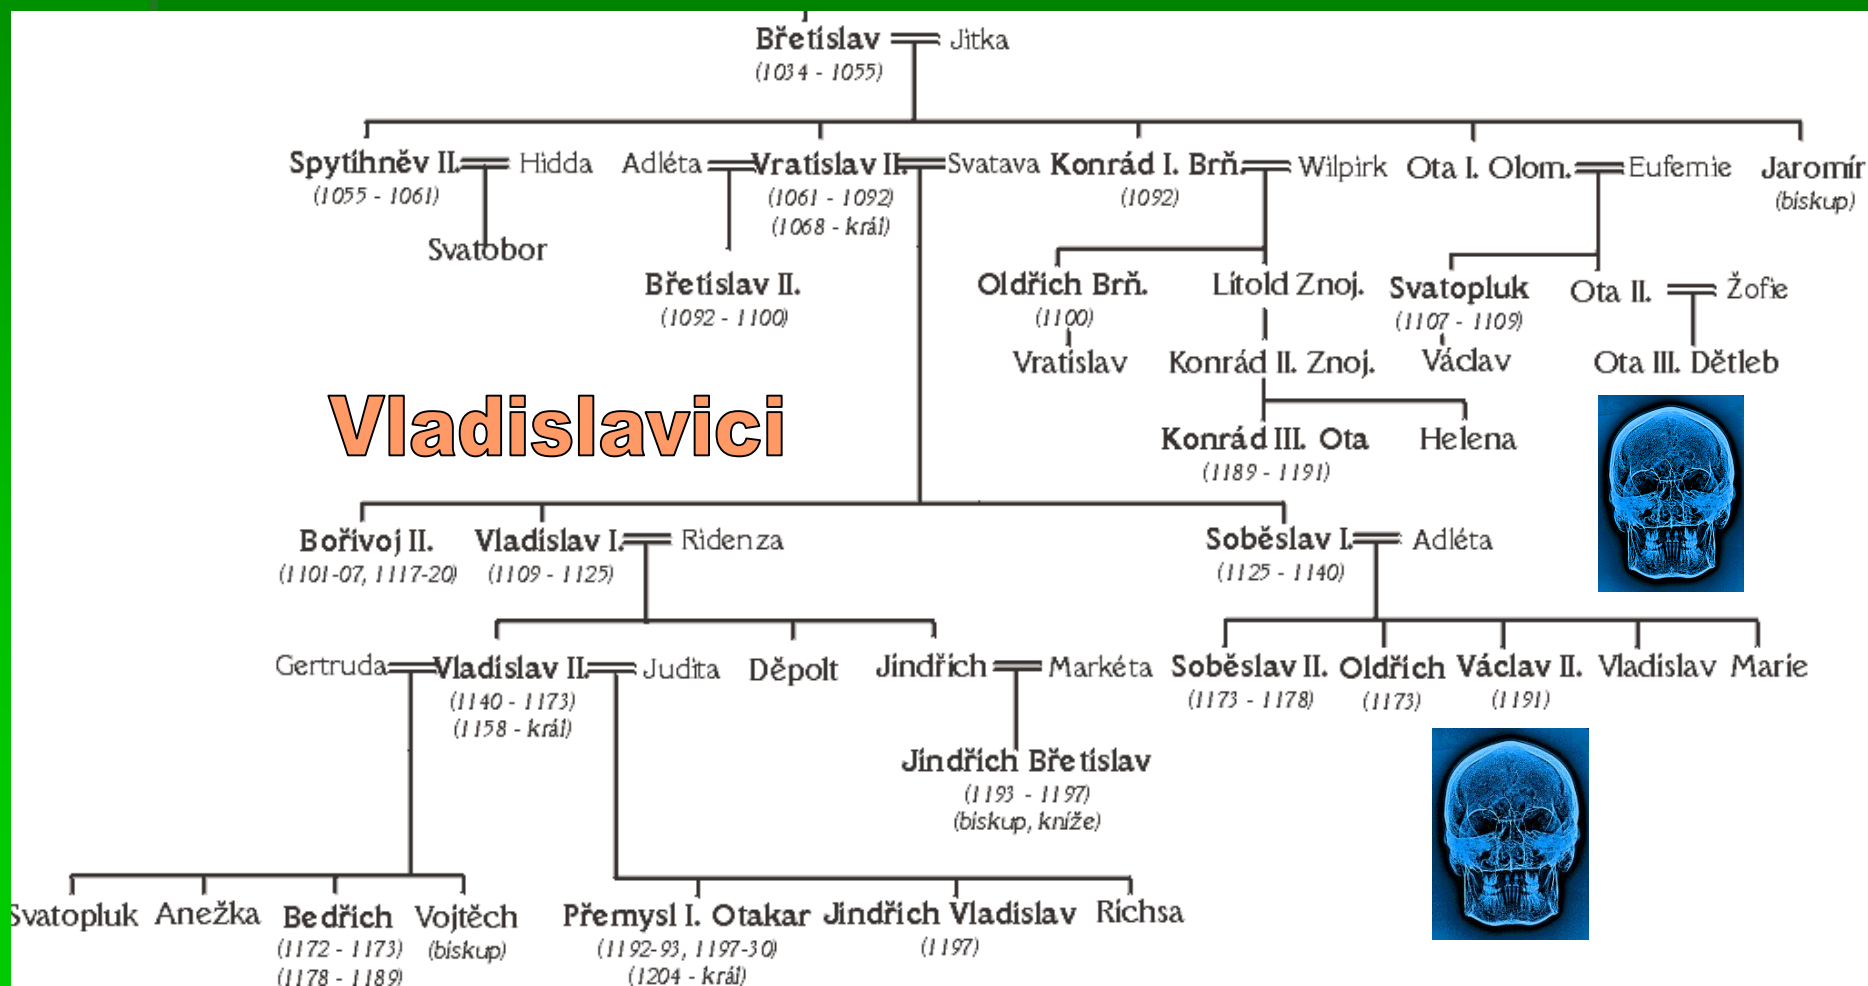 Břetislav Jitka
(1034 - 1055)
Spytihněv II. Hidda Adléta Vratislav II. Svatava Konrád I. Brň. Wilpirk Ota I. Olom. Eufemie Jaromír
(1055 - 1061) (1061 - 1092) (1092) (biskup)
(1068 - král)
Svatobor
Břetislav II. Oldřich Brň. Litold Znoj. Svatopluk Ota II. Žofie
(1092 - 1100) (1100) (1107 - 1109)
Vratislav Konrád II. Znoj. Václav Ota III. Dětleb
Vladislavici
Konrád III. Ota Helena
(1189 - 1191)
Bořivoj II. Vladislav I. Ridenza Soběslav I. Adléta
(1101-07, 1117-20) (1109 - 1125) (1125 - 1140)
Gertruda Vladislav II. Judita Děpolt Jindřich Markéta Soběslav II. Oldřich Václav II. Vladislav Marie
(1140 - 1173) (1173 - 1178) (1173) (1191)
(1158 - král)
Jindřich Břetislav
(1193 - 1197)
(biskup, kníže)
Svatopluk Anežka Bedřich Vojtěch Přemysl I. Otakar Jindřich Vladislav Richsa
(1172 - 1173) (biskup) (1192-93, 1197-30) (1197)
(1178 - 1189) (1204 - král)